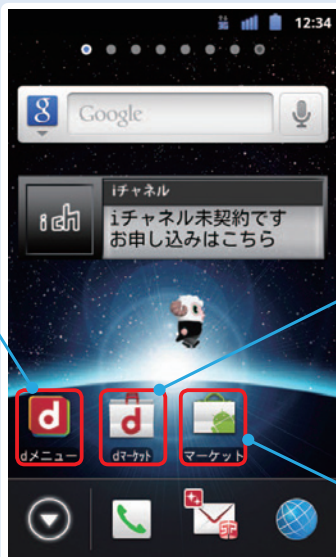 12:34
8
Google
ich
iチャネル
iチャネル未契約です
お申し込みはこちら
d
dメニュー
d
dマーケット
マーケット